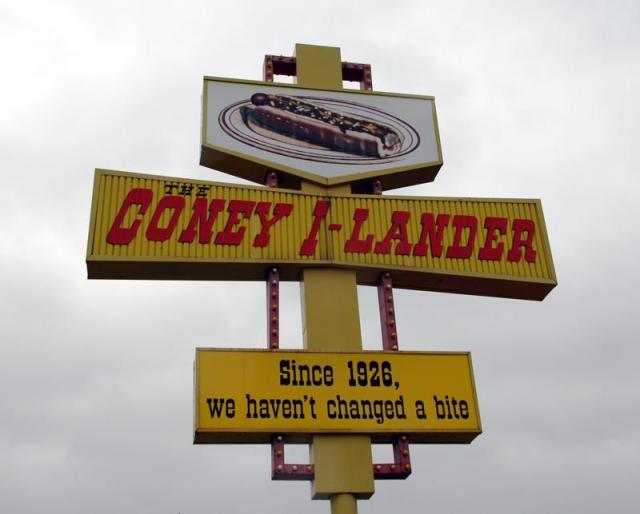 THE
CONEY I-LANDER
Since 1926,
we haven't changed a bite